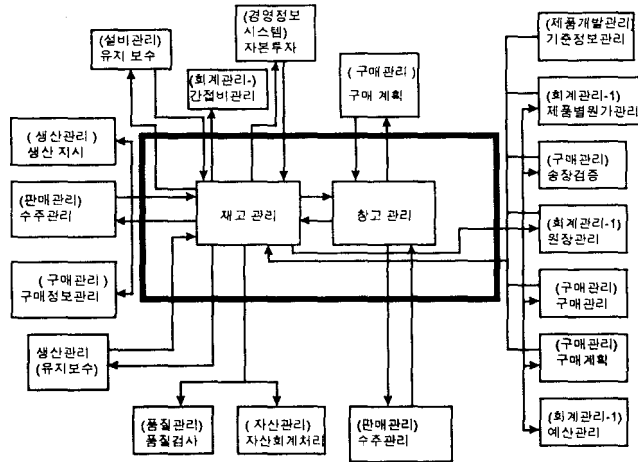 (설비관리)
유지 보수
(경영정보
시스템)
자본투자
(회계관리-)
간접비관리
(구매관리)
구매 계획
(제품개발관리)
기준정보관리
(회계관리-1)
제품별원가관리
(구매관리)
송장검증
(회계관리-1)
원장관리
(구매관리)
구매관리
(구매관리)
구매계획
(회계관리-1)
예산관리
(생산관리)
생산 지시
(판매관리)
수주관리
(구매관리)
구매정보관리
생산관리
(유지보수)
재고 관리
창고 관리
(품질관리)
품질검사
(자산관리)
자산회계처리
(판매관리)
수주관리